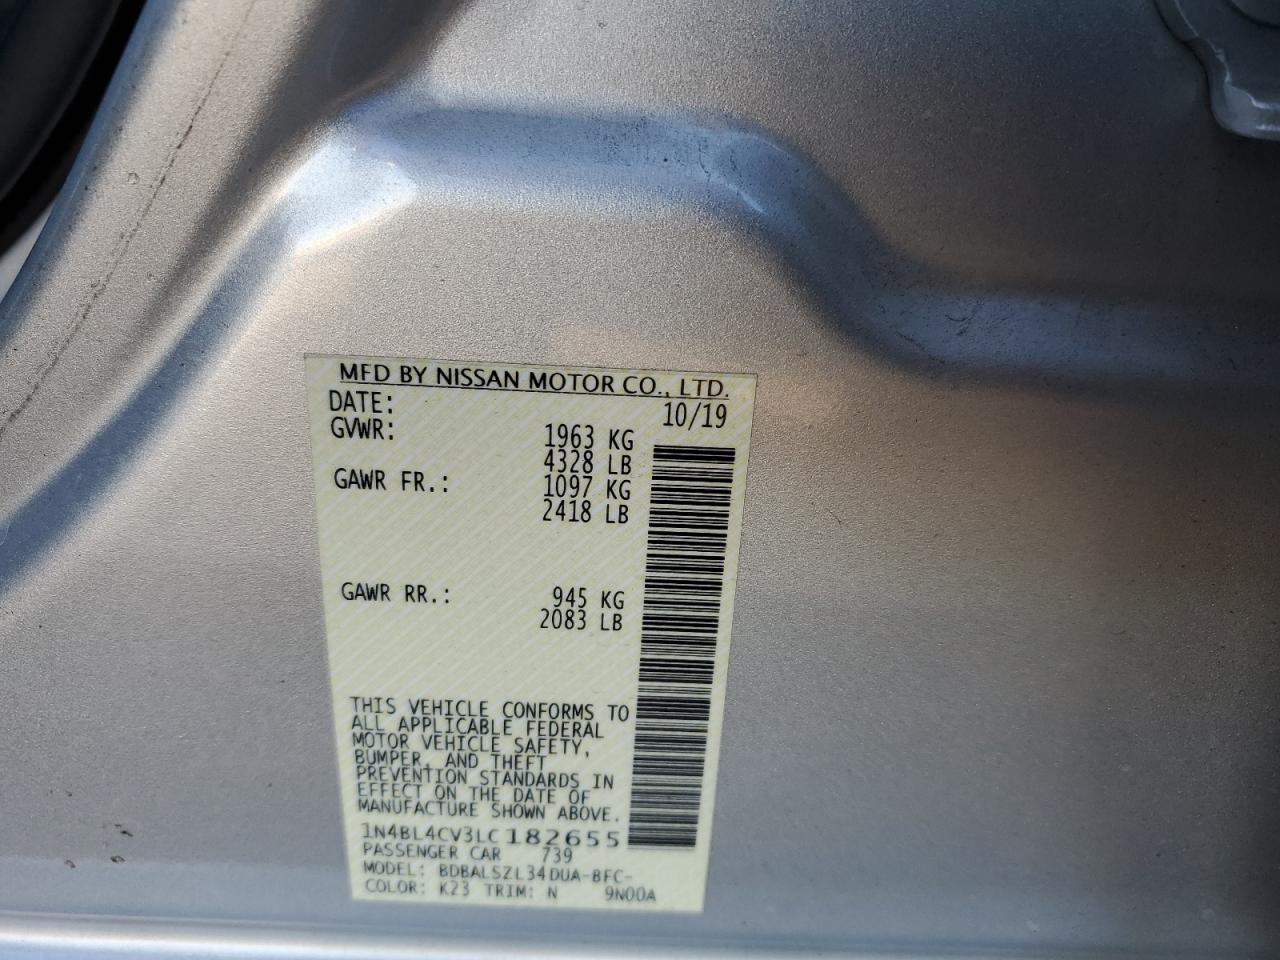 MFD BY NISSAN MOTOR CO., LTD.
DATE: 10/19
GVWR: 1963 KG
4328 LB
GAWR FR.: 1097 KG
2418 LB
GAWR RR.: 945 KG
2083 LB
THIS VEHICLE CONFORMS TO
ALL APPLICABLE FEDERAL
MOTOR VEHICLE SAFETY,
BUMPER, AND THEFT
PREVENTION STANDARDS IN
EFFECT ON THE DATE OF
MANUFACTURE SHOWN ABOVE.
1N4BL4CV3LC182655
PASSENGER CAR 739
MODEL: BDBALSZL34DUA-BFC-
COLOR: K23 TRIM: N 9N00A